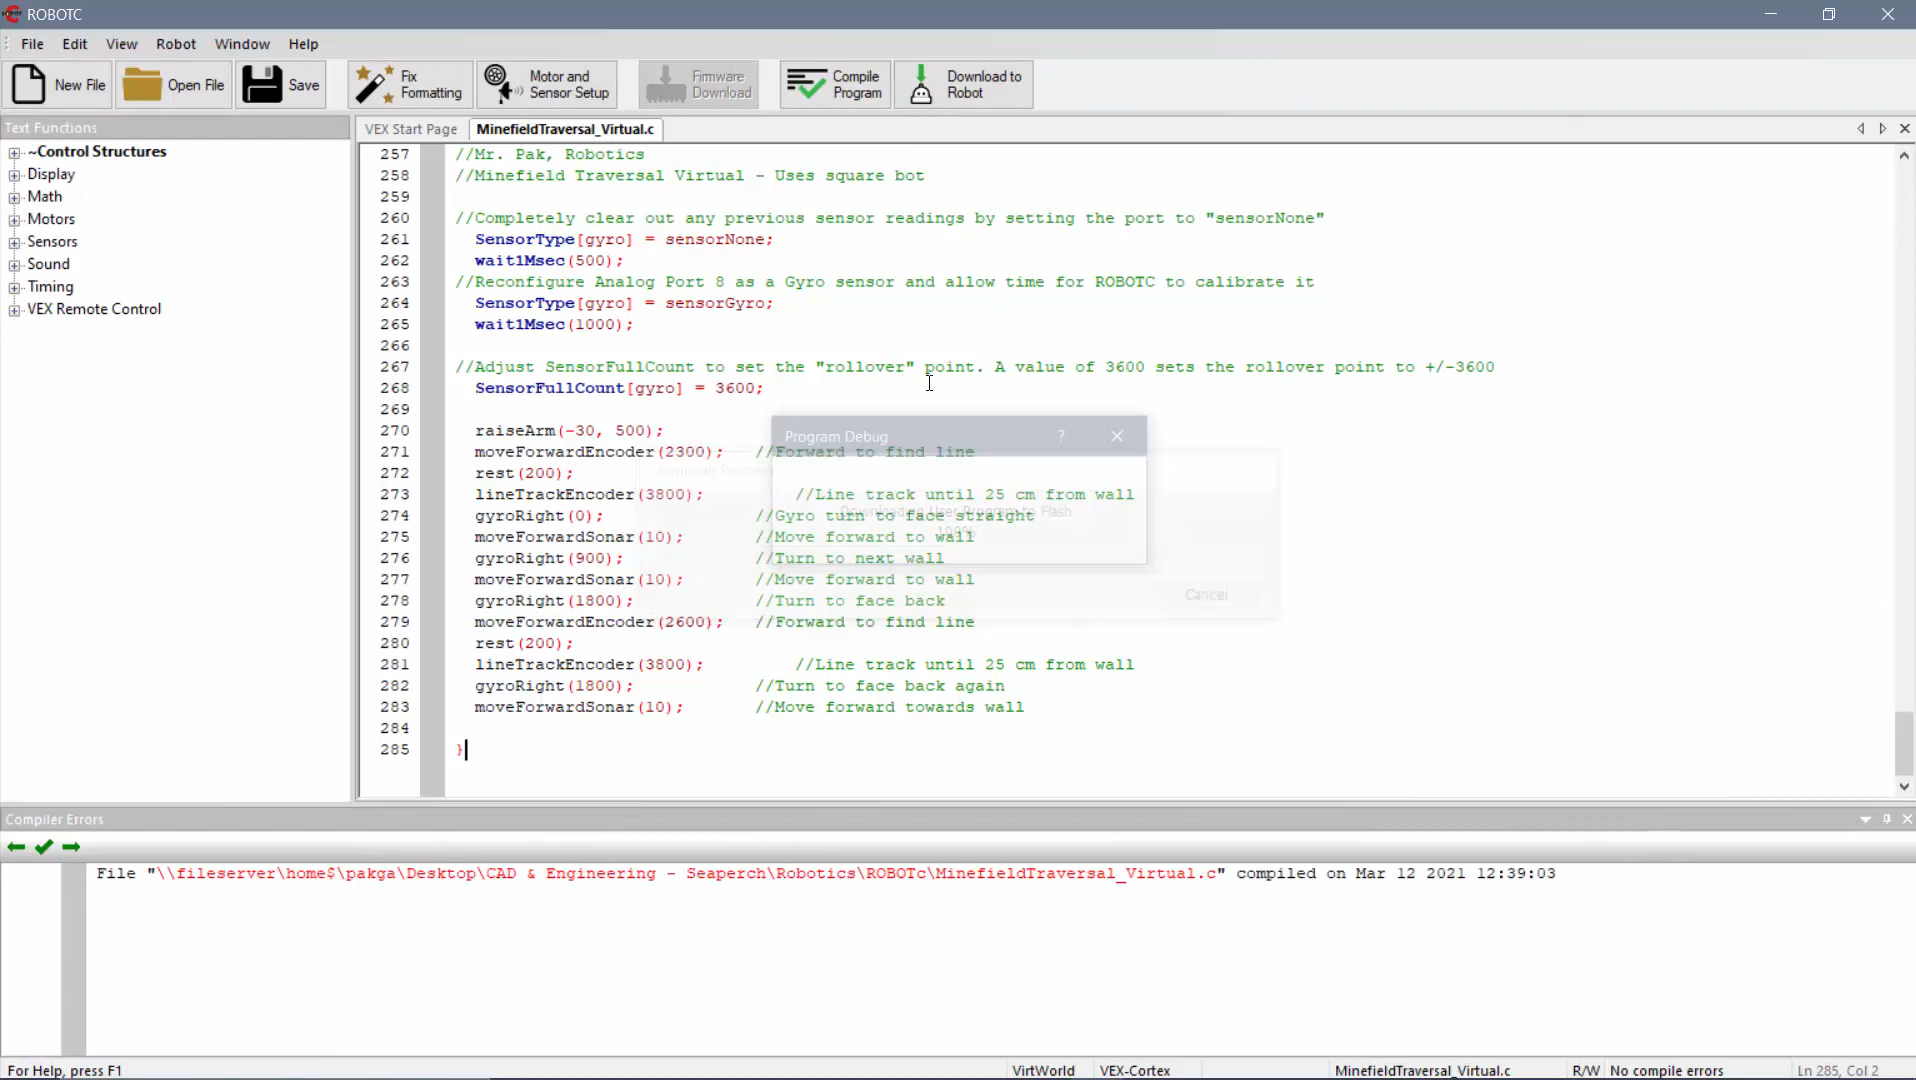 ROBOTC
File Edit View Robot Window Help
New File Open File Save Fix Formatting Motor and Sensor Setup Firmware Download Compile Program Download to Robot
Text Functions
~Control Structures
Display
Math
Motors
Sensors
Sound
Timing
VEX Remote Control
VEX Start Page MinefieldTraversal_Virtual.c
257 //Mr. Pak, Robotics
258 //Minefield Traversal Virtual - Uses square bot
259
260 //Completely clear out any previous sensor readings by setting the port to "sensorNone"
261 SensorType[gyro] = sensorNone;
262 wait1Msec(500);
263 //Reconfigure Analog Port 8 as a Gyro sensor and allow time for ROBOTC to calibrate it
264 SensorType[gyro] = sensorGyro;
265 wait1Msec(1000);
266
267 //Adjust SensorFullCount to set the "rollover" point. A value of 3600 sets the rollover point to +/-3600
268 SensorFullCount[gyro] = 3600;
269
270 raiseArm(-30, 500);
271 moveForwardEncoder(2300); //Forward to find line
272 rest(200);
273 lineTrackEncoder(3800); //Line track until 25 cm from wall
274 gyroRight(0); //Gyro turn to face straight
275 moveForwardSonar(10); //Move forward to wall
276 gyroRight(900); //Turn to next wall
277 moveForwardSonar(10); //Move forward to wall
278 gyroRight(1800); //Turn to face back
279 moveForwardEncoder(2600); //Forward to find line
280 rest(200);
281 lineTrackEncoder(3800); //Line track until 25 cm from wall
282 gyroRight(1800); //Turn to face back again
283 moveForwardSonar(10); //Move forward towards wall
284
285 }
Program Debug ?
Downloading User Program to Flash
100%
Cancel
Compiler Errors
File "\\fileserver\home$\pakga\Desktop\CAD & Engineering - Seaperch\Robotics\ROBOTc\MinefieldTraversal_Virtual.c" compiled on Mar 12 2021 12:39:03
For Help, press F1 VirtWorld VEX-Cortex MinefieldTraversal_Virtual.c R/W No compile errors Ln 285, Col 2